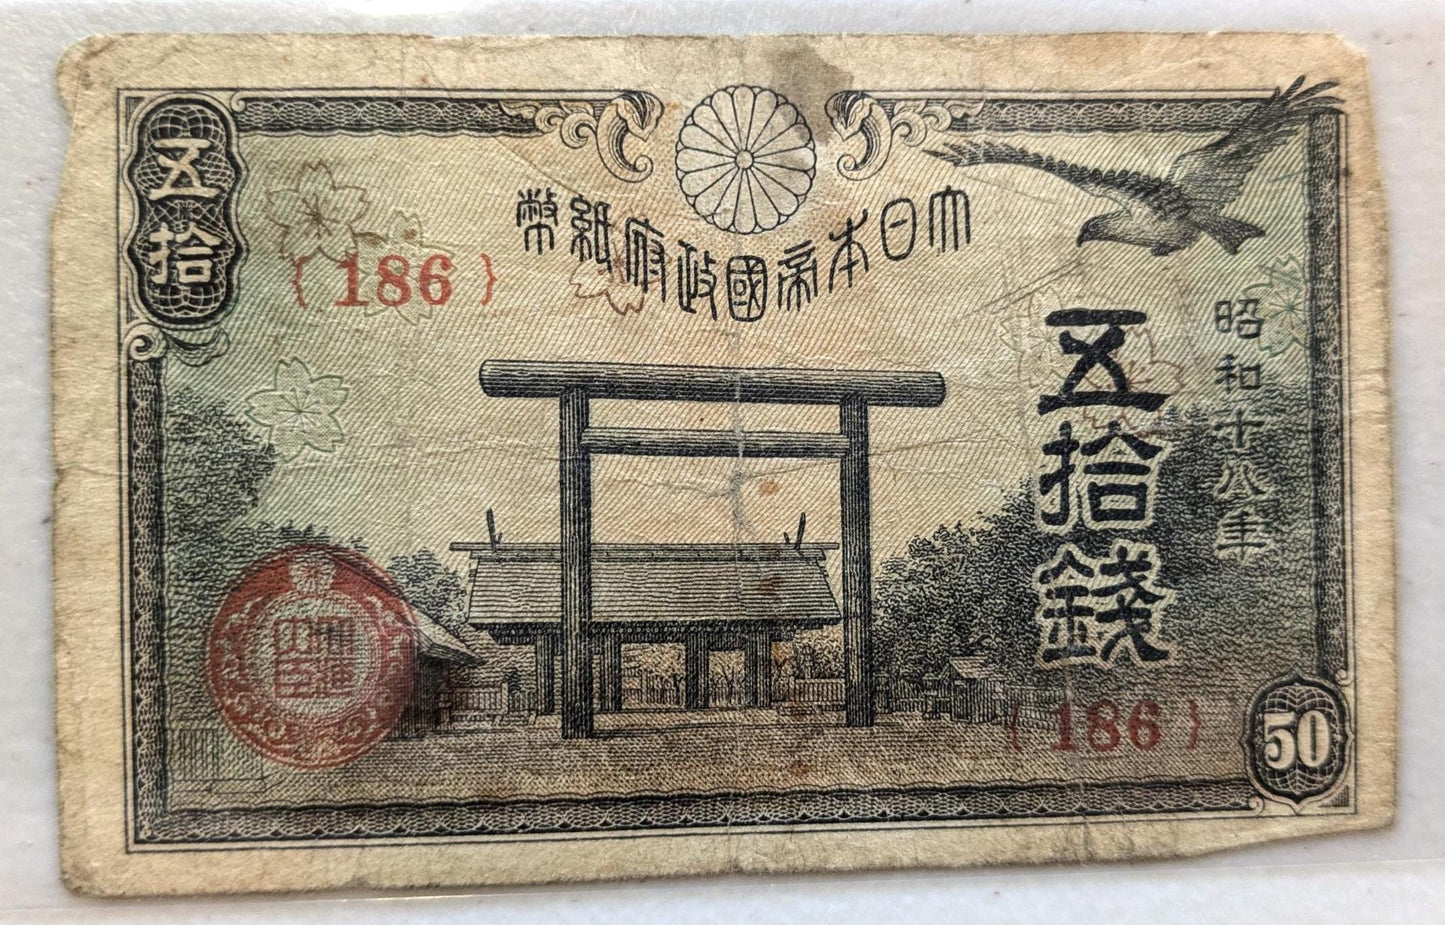 五拾
大日本帝國政府紙幣
{186}
昭和十八年
五拾錢
{186}
50